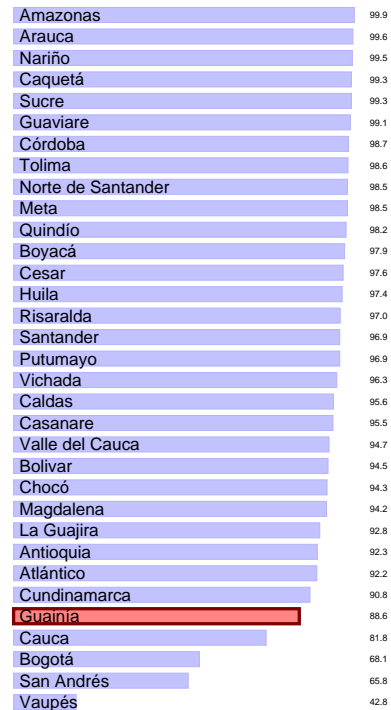 Amazonas 99.9
Arauca 99.6
Nariño 99.5
Caquetá 99.3
Sucre 99.3
Guaviare 99.1
Córdoba 98.7
Tolima 98.6
Norte de Santander 98.5
Meta 98.5
Quindío 98.2
Boyacá 97.9
Cesar 97.6
Huila 97.4
Risaralda 97.0
Santander 96.9
Putumayo 96.9
Vichada 96.3
Caldas 95.6
Casanare 95.5
Valle del Cauca 94.7
Bolivar 94.5
Chocó 94.3
Magdalena 94.2
La Guajira 92.8
Antioquia 92.3
Atlántico 92.2
Cundinamarca 90.8
Guainía 88.6
Cauca 81.8
Bogotá 68.1
San Andrés 65.8
Vaupés 42.8